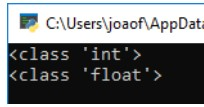 C:\Users\joaof\AppData
<class 'int'>
<class 'float'>